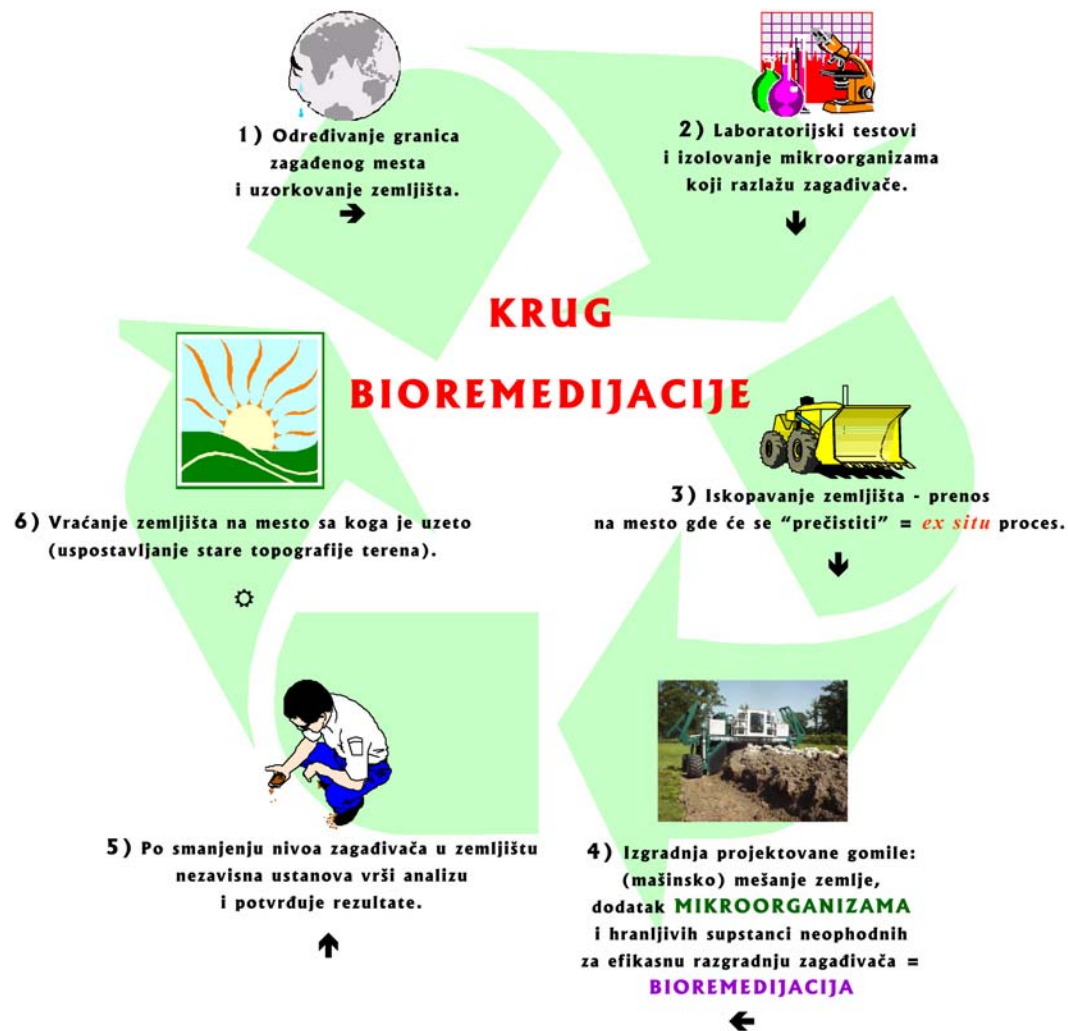 1) Određivanje granica
zagađenog mesta
i uzorkovanje zemljišta.
2) Laboratorijski testovi
i izolovanje mikroorganizama
koji razlažu zagađivače.
KRUG
BIOREMEDIJACIJE
3) Iskopavanje zemljišta - prenos
na mesto gde će se “prečistiti” = ex situ proces.
4) Izgradnja projektovane gomile:
(mašinsko) mešanje zemlje,
dodatak MIKROORGANIZAMA
i hranljivih supstanci neophodnih
za efikasnu razgradnju zagađivača =
BIOREMEDIJACIJA
5) Po smanjenju nivoa zagađivača u zemljištu
nezavisna ustanova vrši analizu
i potvrđuje rezultate.
6) Vraćanje zemljišta na mesto sa koga je uzeto
(uspostavljanje stare topografije terena).